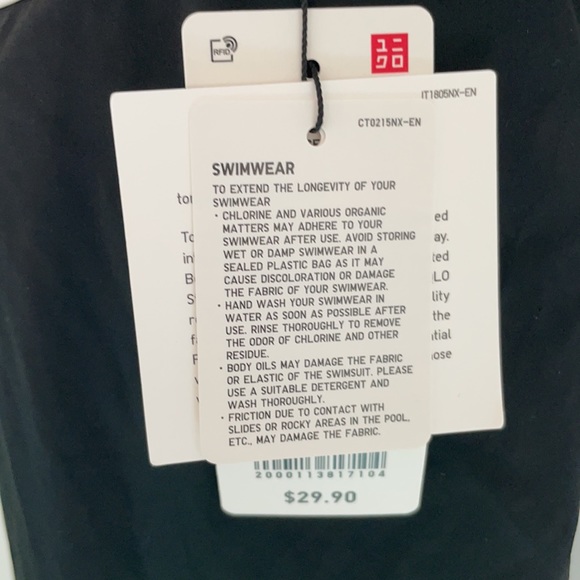 RFID
ユニ
クロ
IT1805NX-EN
CT0215NX-EN
SWIMWEAR
TO EXTEND THE LONGEVITY OF YOUR
SWIMWEAR
· CHLORINE AND VARIOUS ORGANIC
MATTERS MAY ADHERE TO YOUR
SWIMWEAR AFTER USE. AVOID STORING
WET OR DAMP SWIMWEAR IN A
SEALED PLASTIC BAG AS IT MAY
CAUSE DISCOLORATION OR DAMAGE
THE FABRIC OF YOUR SWIMWEAR.
· HAND WASH YOUR SWIMWEAR IN
WATER AS SOON AS POSSIBLE AFTER
USE. RINSE THOROUGHLY TO REMOVE
THE ODOR OF CHLORINE AND OTHER
RESIDUE.
· BODY OILS MAY DAMAGE THE FABRIC
OR ELASTIC OF THE SWIMSUIT. PLEASE
USE A SUITABLE DETERGENT AND
WASH THOROUGHLY.
· FRICTION DUE TO CONTACT WITH
SLIDES OR ROCKY AREAS IN THE POOL,
ETC., MAY DAMAGE THE FABRIC.
the
2000113817104
$29.90